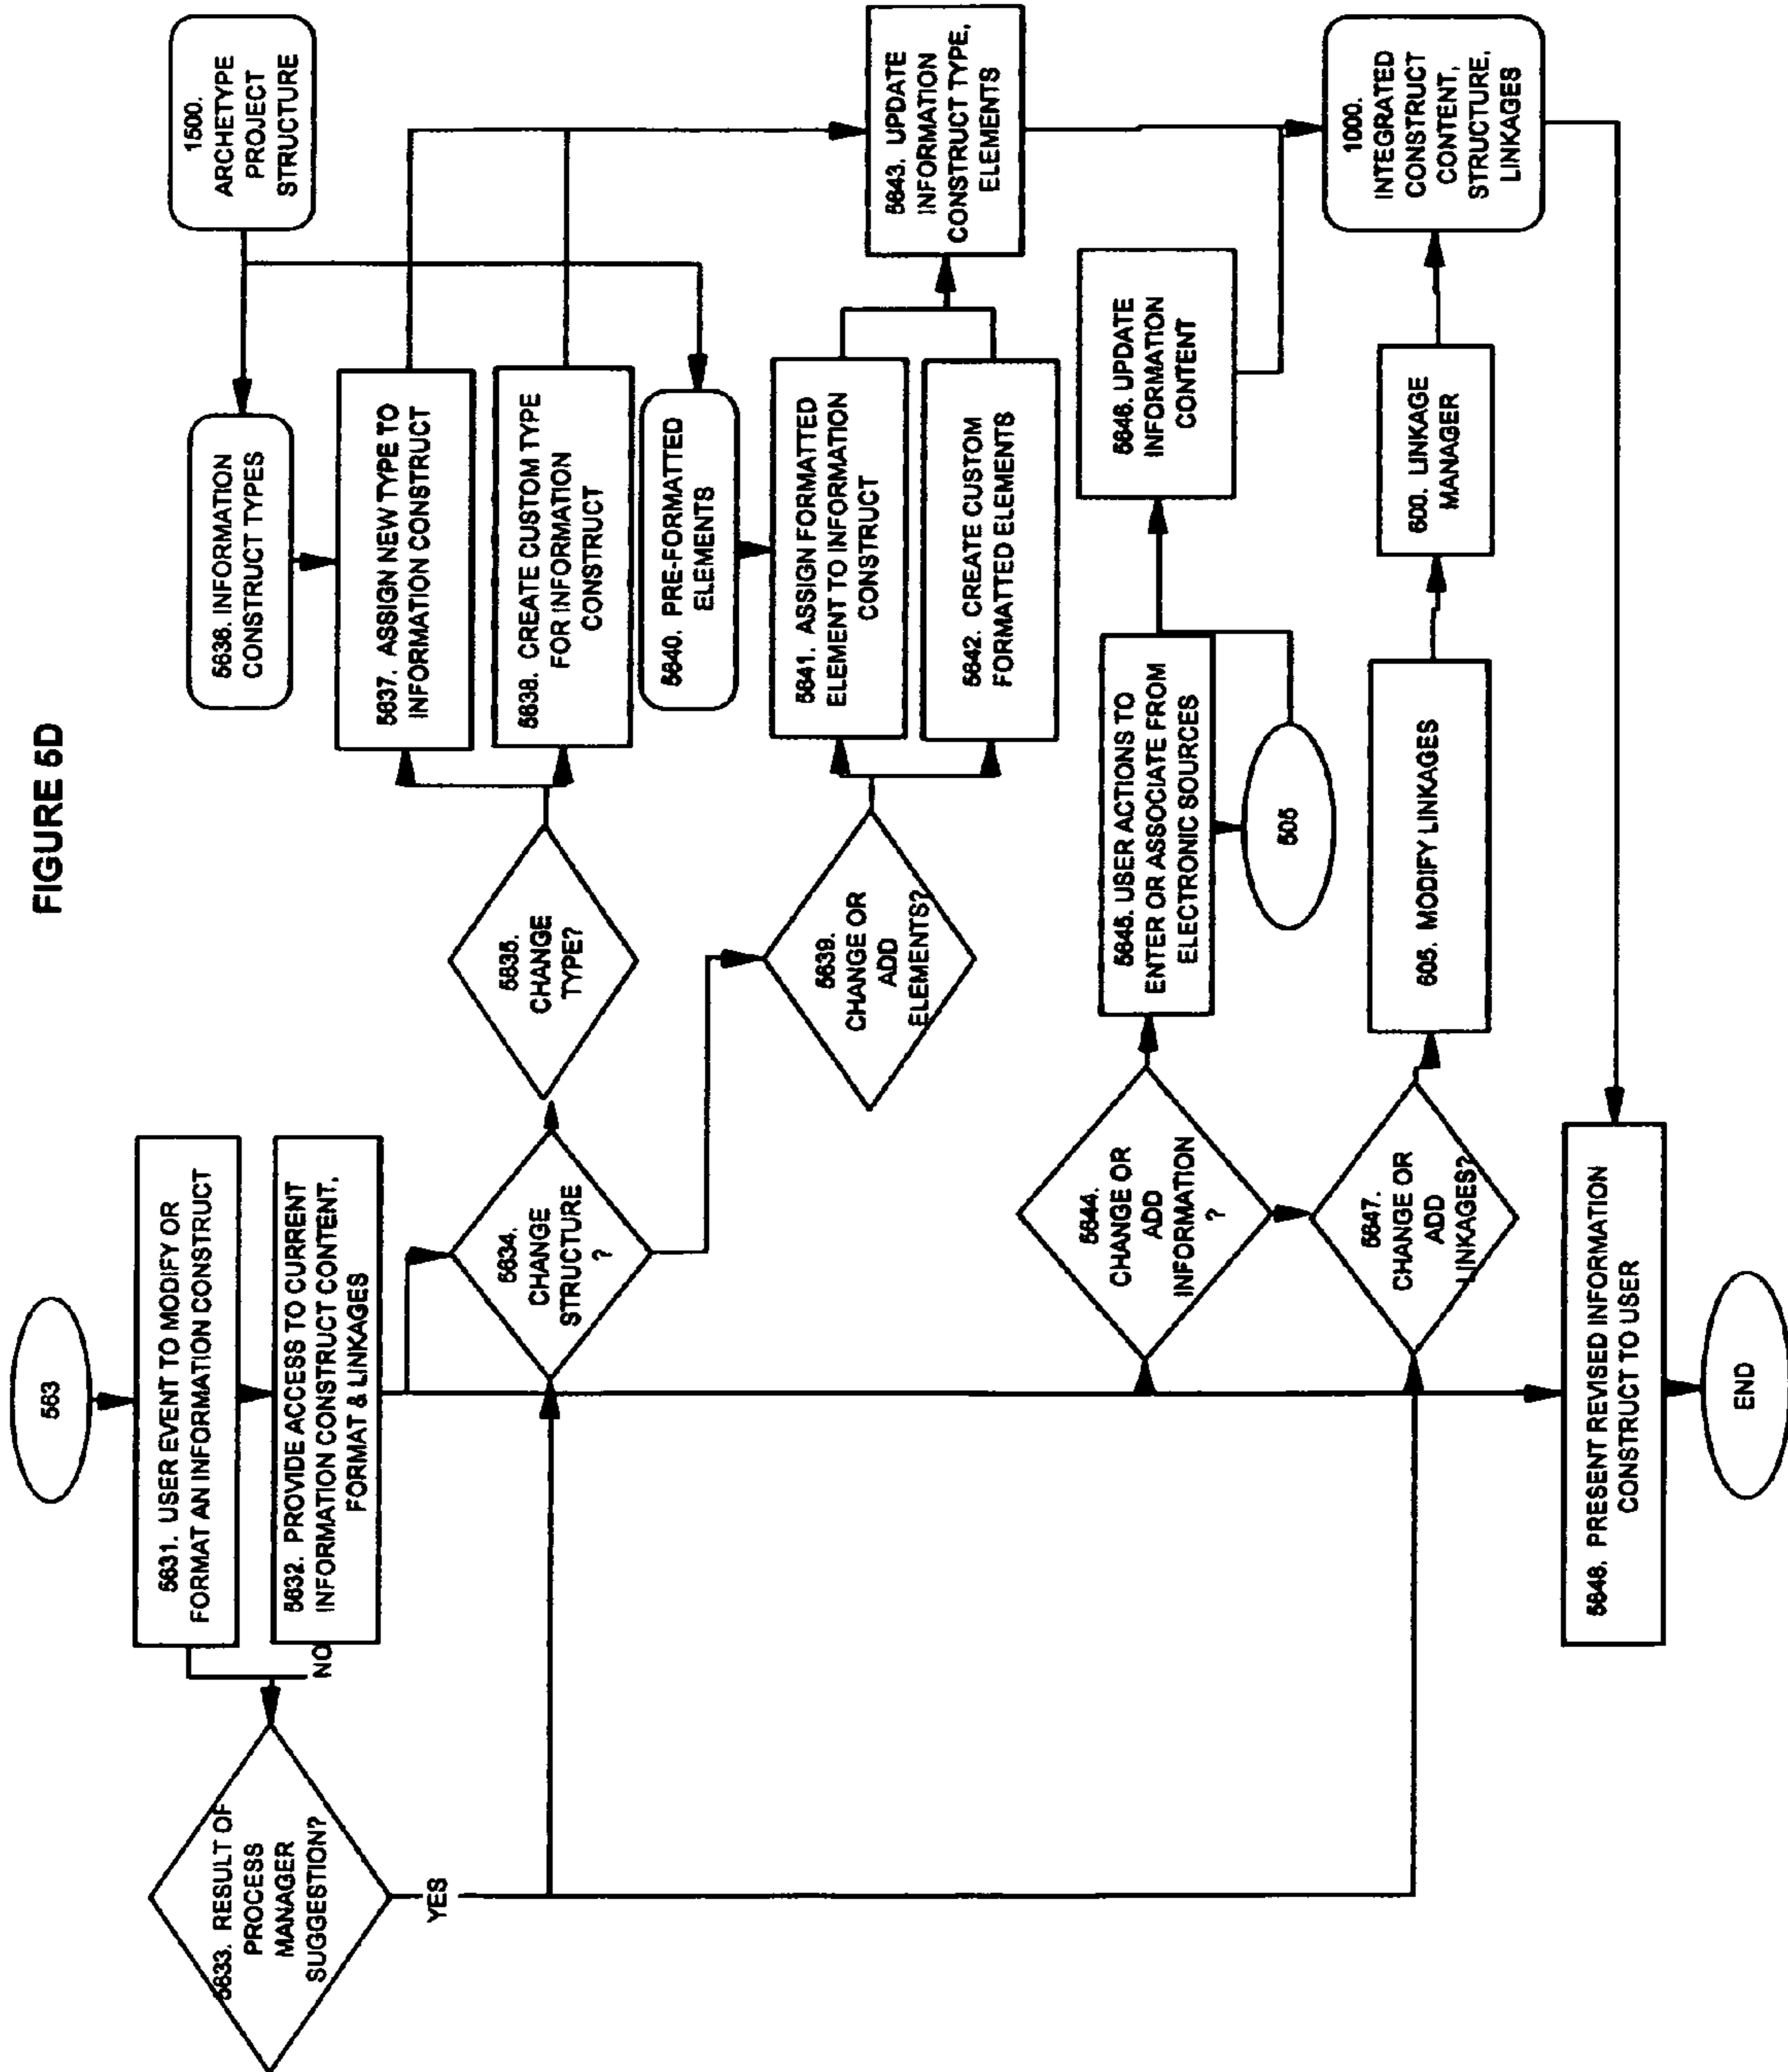 FIGURE 5D
563
5631. USER EVENT TO MODIFY OR
FORMAT AN INFORMATION CONSTRUCT
5632. PROVIDE ACCESS TO CURRENT
INFORMATION CONSTRUCT CONTENT,
FORMAT & LINKAGES
NO
5633. RESULT OF
PROCESS
MANAGER
SUGGESTION?
YES
5634.
CHANGE
STRUCTURE
?
5635.
CHANGE
TYPE?
1500.
ARCHETYPE
PROJECT
STRUCTURE
5636. INFORMATION
CONSTRUCT TYPES
5637. ASSIGN NEW TYPE TO
INFORMATION CONSTRUCT
5638. CREATE CUSTOM TYPE
FOR INFORMATION
CONSTRUCT
5639.
CHANGE OR
ADD
ELEMENTS?
5640. PRE-FORMATTED
ELEMENTS
5641. ASSIGN FORMATTED
ELEMENT TO INFORMATION
CONSTRUCT
5642. CREATE CUSTOM
FORMATTED ELEMENTS
5643. UPDATE
INFORMATION
CONSTRUCT TYPE,
ELEMENTS
5644.
CHANGE OR
ADD
INFORMATION
?
5645. USER ACTIONS TO
ENTER OR ASSOCIATE FROM
ELECTRONIC SOURCES
505
5646. UPDATE
INFORMATION
CONTENT
5647.
CHANGE OR
ADD
LINKAGES?
605. MODIFY LINKAGES
600. LINKAGE
MANAGER
1000.
INTEGRATED
CONSTRUCT
CONTENT,
STRUCTURE,
LINKAGES
5648. PRESENT REVISED INFORMATION
CONSTRUCT TO USER
END